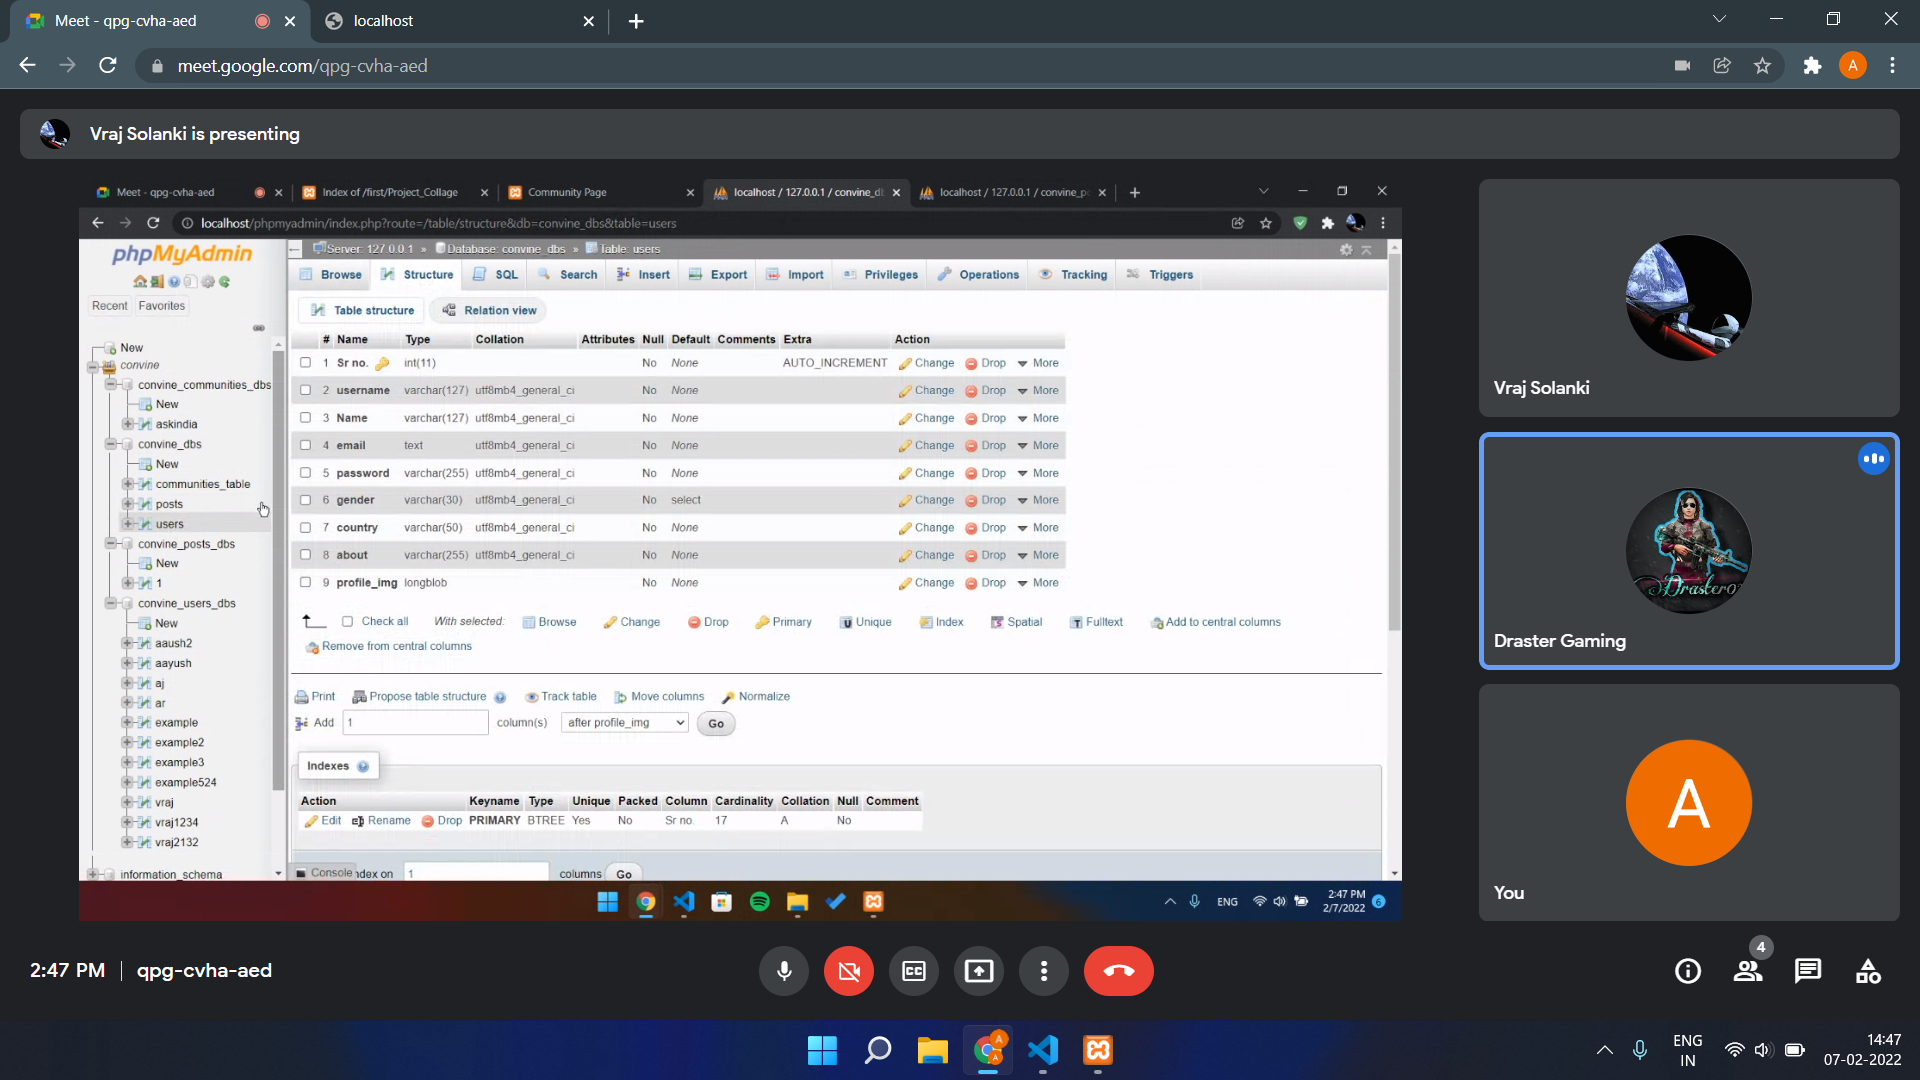 Meet - qpg-cvha-aed
localhost
meet.google.com/qpg-cvha-aed
A
Vraj Solanki is presenting
Meet - qpg-cvha-aed
Index of /first/Project_Collage
Community Page
localhost / 127.0.0.1 / convine_d
localhost / 127.0.0.1 / convine_p
localhost/phpmyadmin/index.php?route=/table/structure&db=convine_dbs&table=users
phpMyAdmin
Recent Favorites
New
convine
convine_communities_dbs
New
askindia
convine_dbs
New
communities_table
posts
users
convine_posts_dbs
New
1
convine_users_dbs
New
aaush2
aayush
aj
ar
example
example2
example3
example524
vraj
vraj1234
vraj2132
information_schema
Server: 127.0.0.1 » Database: convine_dbs » Table: users
Browse Structure SQL Search Insert Export Import Privileges Operations Tracking Triggers
Table structure Relation view
# Name Type Collation Attributes Null Default Comments Extra Action
1 Sr no. int(11) No None AUTO_INCREMENT Change Drop More
2 username varchar(127) utf8mb4_general_ci No None Change Drop More
3 Name varchar(127) utf8mb4_general_ci No None Change Drop More
4 email text utf8mb4_general_ci No None Change Drop More
5 password varchar(255) utf8mb4_general_ci No None Change Drop More
6 gender varchar(30) utf8mb4_general_ci No select Change Drop More
7 country varchar(50) utf8mb4_general_ci No None Change Drop More
8 about varchar(255) utf8mb4_general_ci No None Change Drop More
9 profile_img longblob No None Change Drop More
Check all With selected: Browse Change Drop Primary Unique Index Spatial Fulltext Add to central columns
Remove from central columns
Print Propose table structure Track table Move columns Normalize
Add 1 column(s) after profile_img Go
Indexes
Action Keyname Type Unique Packed Column Cardinality Collation Null Comment
Edit Rename Drop PRIMARY BTREE Yes No Sr no. 17 A No
Console ndex on 1 columns Go
ENG
2:47 PM
2/7/2022
6
Vraj Solanki
Drastero
Draster Gaming
A
You
2:47 PM | qpg-cvha-aed
4
ENG
IN
14:47
07-02-2022